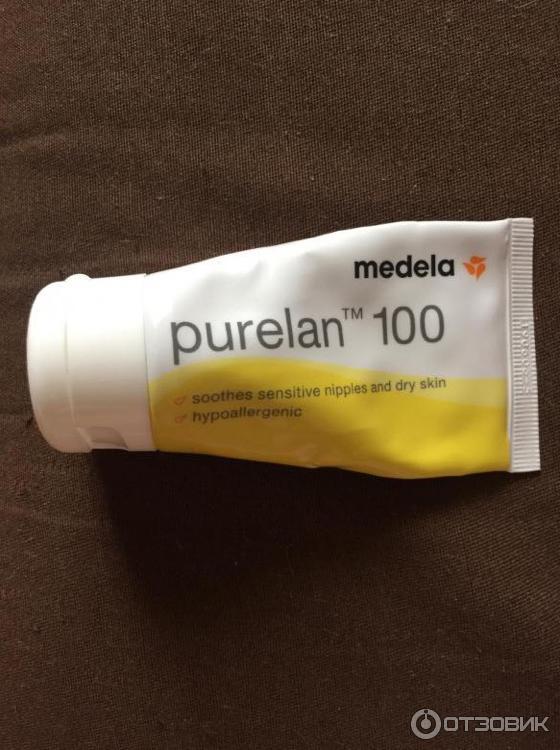 medela
purelan™ 100
soothes sensitive nipples and dry skin
hypoallergenic
ОТЗОВИК